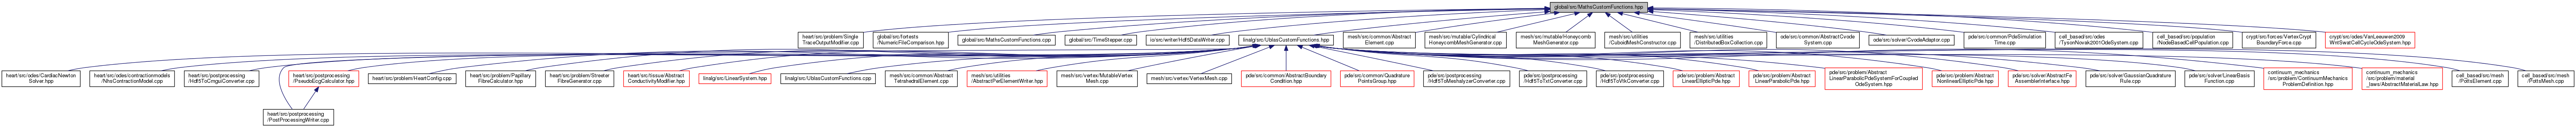 global/src/MathsCustomFunctions.hpp
heart/src/problem/Single
TraceOutputModifier.cpp
global/src/fortests
/NumericFileComparison.hpp
global/src/MathsCustomFunctions.cpp
global/src/TimeStepper.cpp
io/src/writer/Hdf5DataWriter.cpp
linalg/src/UblasCustomFunctions.hpp
mesh/src/common/Abstract
Element.cpp
mesh/src/mutable/Cylindrical
HoneycombMeshGenerator.cpp
mesh/src/mutable/Honeycomb
MeshGenerator.cpp
mesh/src/utilities
/CuboidMeshConstructor.cpp
mesh/src/utilities
/DistributedBoxCollection.cpp
ode/src/common/AbstractCvode
System.cpp
ode/src/solver/CvodeAdaptor.cpp
pde/src/common/PdeSimulation
Time.cpp
cell_based/src/odes
/TysonNovak2001OdeSystem.cpp
cell_based/src/population
/NodeBasedCellPopulation.cpp
crypt/src/forces/VertexCrypt
BoundaryForce.cpp
crypt/src/odes/VanLeeuwen2009
WntSwatCellCycleOdeSystem.hpp
heart/src/odes/CardiacNewton
Solver.hpp
heart/src/odes/contractionmodels
/NhsContractionModel.cpp
heart/src/postprocessing
/Hdf5ToCmguiConverter.cpp
heart/src/postprocessing
/PseudoEcgCalculator.hpp
heart/src/problem/HeartConfig.cpp
heart/src/problem/Papillary
FibreCalculator.hpp
heart/src/problem/Streeter
FibreGenerator.cpp
heart/src/tissue/Abstract
ConductivityModifier.hpp
linalg/src/LinearSystem.hpp
linalg/src/UblasCustomFunctions.cpp
mesh/src/common/Abstract
TetrahedralElement.cpp
mesh/src/utilities
/AbstractPerElementWriter.hpp
mesh/src/vertex/MutableVertex
Mesh.cpp
mesh/src/vertex/VertexMesh.cpp
pde/src/common/AbstractBoundary
Condition.hpp
pde/src/common/Quadrature
PointsGroup.hpp
pde/src/postprocessing
/Hdf5ToMeshalyzerConverter.cpp
pde/src/postprocessing
/Hdf5ToTxtConverter.cpp
pde/src/postprocessing
/Hdf5ToVtkConverter.cpp
pde/src/problem/Abstract
LinearEllipticPde.hpp
pde/src/problem/Abstract
LinearParabolicPde.hpp
pde/src/problem/Abstract
LinearParabolicPdeSystemForCoupled
OdeSystem.hpp
pde/src/problem/Abstract
NonlinearEllipticPde.hpp
pde/src/solver/AbstractFe
AssemblerInterface.hpp
pde/src/solver/GaussianQuadrature
Rule.cpp
pde/src/solver/LinearBasis
Function.cpp
continuum_mechanics
/src/problem/ContinuumMechanics
ProblemDefinition.hpp
continuum_mechanics
/src/problem/material
_laws/AbstractMaterialLaw.hpp
cell_based/src/mesh
/PottsElement.cpp
cell_based/src/mesh
/PottsMesh.cpp
heart/src/postprocessing
/PostProcessingWriter.cpp